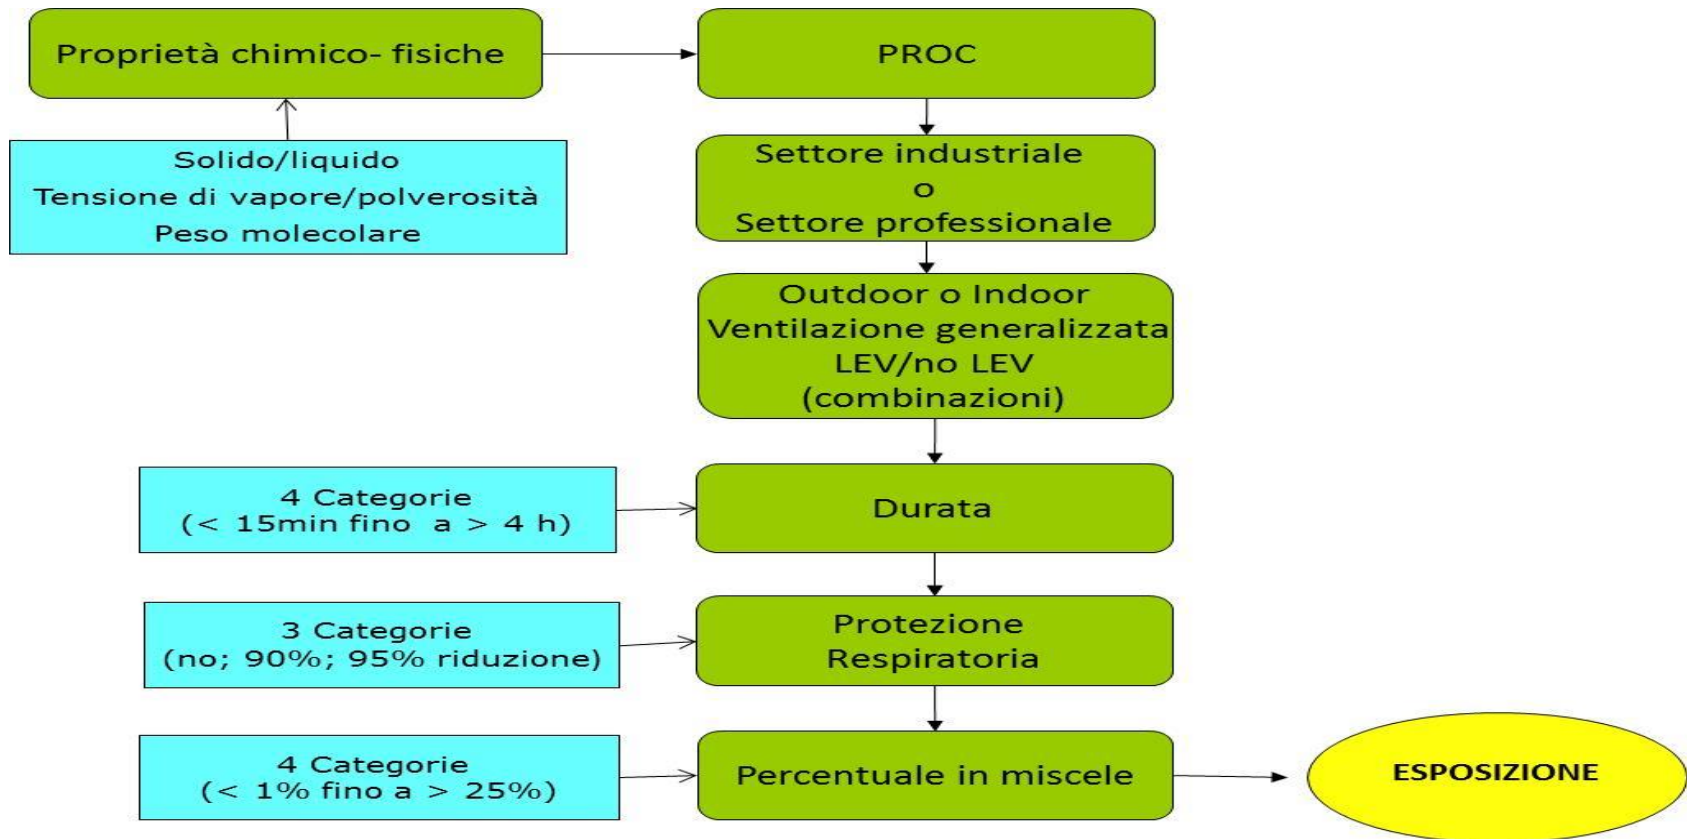 Proprietà chimico- fisiche
PROC
Solido/liquido
Tensione di vapore/polverosità
Peso molecolare
Settore industriale
o
Settore professionale
Outdoor o Indoor
Ventilazione generalizzata
LEV/no LEV
(combinazioni)
4 Categorie
(< 15min fino a > 4 h)
Durata
3 Categorie
(no; 90%; 95% riduzione)
Protezione
Respiratoria
4 Categorie
(< 1% fino a > 25%)
Percentuale in miscele
ESPOSIZIONE